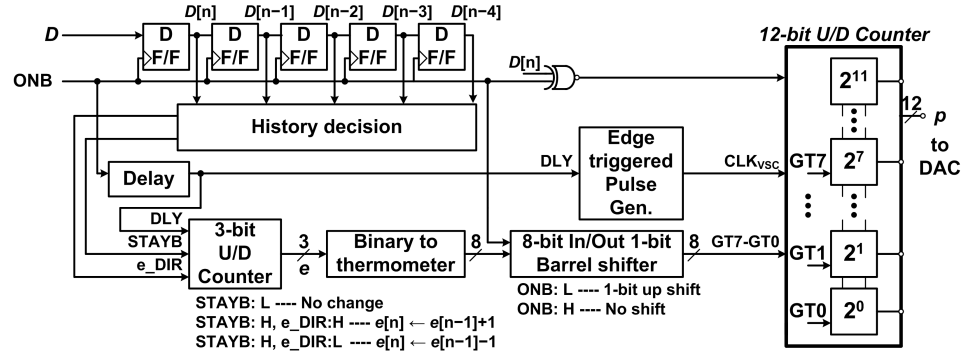 D[n] D[n−1] D[n−2] D[n−3] D[n−4]
D
D F/F
D F/F
D F/F
D F/F
D F/F
ONB
D[n]
12-bit U/D Counter
2^11
12
p
to
DAC
History decision
Delay
DLY
Edge
triggered
Pulse
Gen.
CLK_VSC
GT7
2^7
DLY
STAYB
e_DIR
3-bit
U/D
Counter
3
e
Binary to
thermometer
8
8-bit In/Out 1-bit
Barrel shifter
8
GT7-GT0
GT1
2^1
GT0
2^0
ONB: L ---- 1-bit up shift
ONB: H ---- No shift
STAYB: L ---- No change
STAYB: H, e_DIR:H ---- e[n] ← e[n−1]+1
STAYB: H, e_DIR:L ---- e[n] ← e[n−1]−1